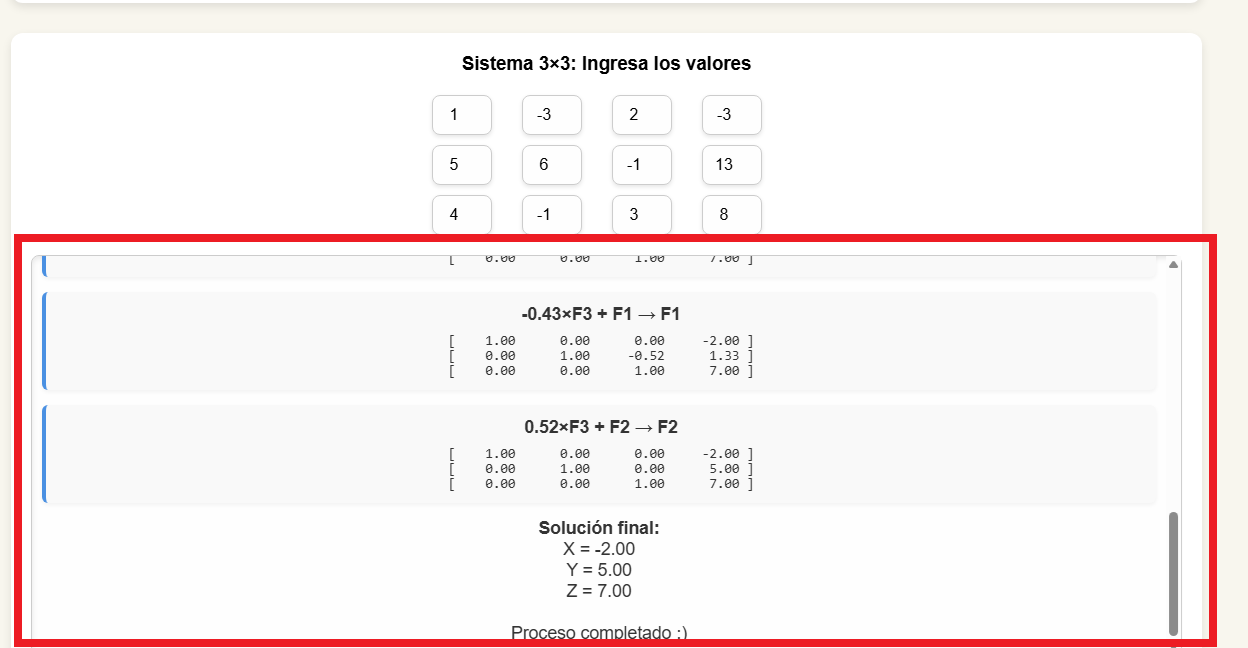 Sistema 3×3: Ingresa los valores
1 -3 2 -3
5 6 -1 13
4 -1 3 8
[ 0.00 0.00 1.00 7.00 ]
-0.43×F3 + F1 → F1
[ 1.00 0.00 0.00 -2.00 ]
[ 0.00 1.00 -0.52 1.33 ]
[ 0.00 0.00 1.00 7.00 ]
0.52×F3 + F2 → F2
[ 1.00 0.00 0.00 -2.00 ]
[ 0.00 1.00 0.00 5.00 ]
[ 0.00 0.00 1.00 7.00 ]
Solución final:
X = -2.00
Y = 5.00
Z = 7.00
Proceso completado :)